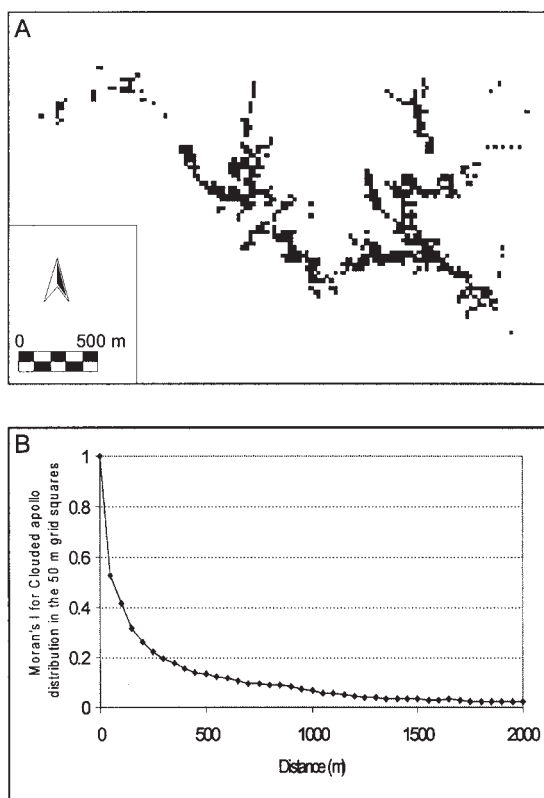 A
0 500 m
B
Moran's I for Clouded apollo
distribution in the 50 m grid squares
1
0.8
0.6
0.4
0.2
0
0 500 1000 1500 2000
Distance (m)